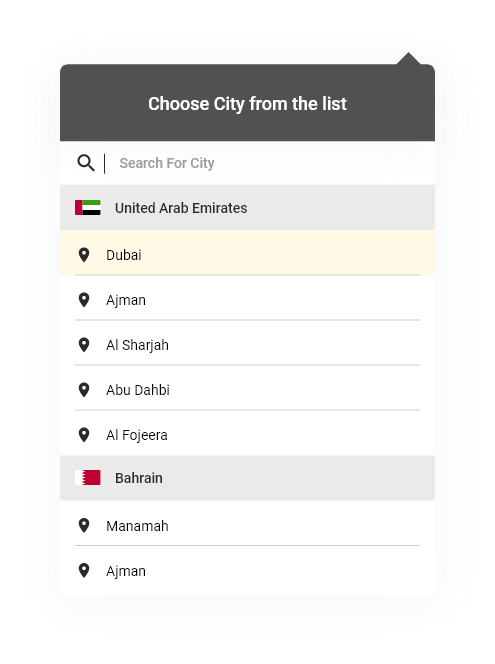 Choose City from the list
Search For City
United Arab Emirates
Dubai
Ajman
Al Sharjah
Abu Dahbi
Al Fojeera
Bahrain
Manamah
Ajman